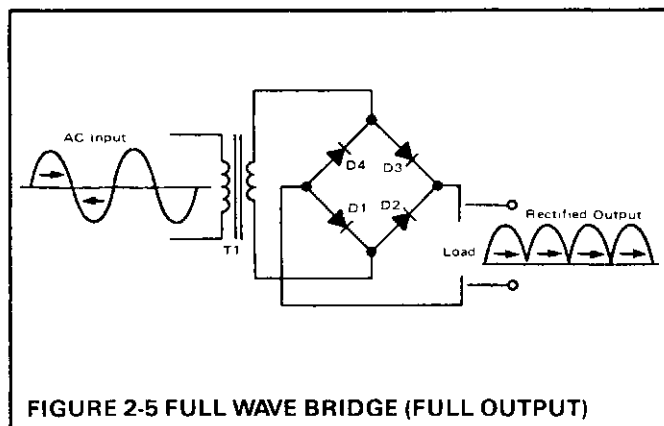 AC input
D4
D3
D1
D2
T1
Rectified Output
Load
FIGURE 2-5 FULL WAVE BRIDGE (FULL OUTPUT)